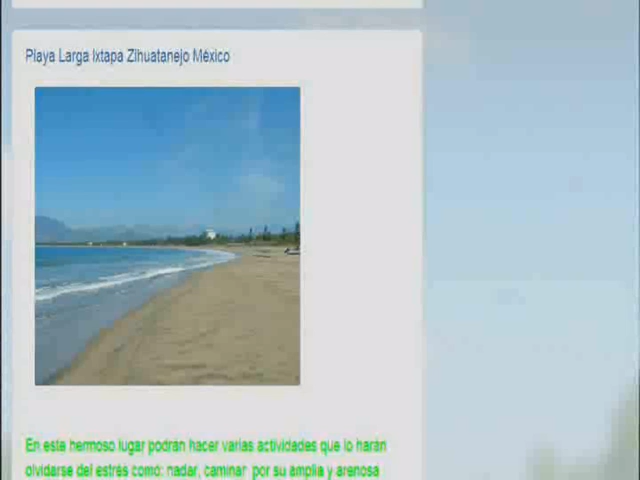 Playa Larga Ixtapa Zihuatanejo México
En este hermoso lugar podrán hacer varias actividades que lo harán
olvidarse del estrés como: nadar, caminar por su amplia y arenosa